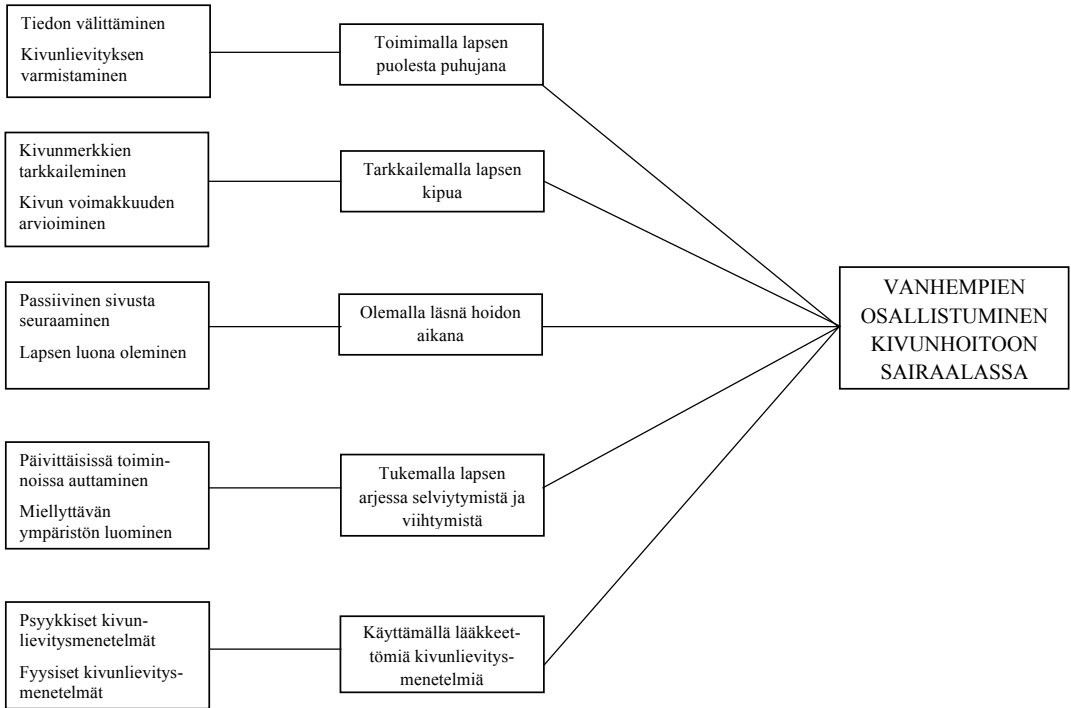 Tiedon välittäminen
Kivunlievityksen
varmistaminen
Toimimalla lapsen
puolesta puhujana
Kivunmerkkien
tarkkaileminen
Kivun voimakkuuden
arvioiminen
Tarkkailemalla lapsen
kipua
Passiivinen sivusta
seuraaminen
Lapsen luona oleminen
Olemalla läsnä hoidon
aikana
VANHEMPIEN
OSALLISTUMINEN
KIVUNHOITOON
SAIRAALASSA
Päivittäisissä toimin-
noissa auttaminen
Miellyttävän
ympäristön luominen
Tukemalla lapsen
arjessa selviytymistä ja
viihtymistä
Psyykkiset kivun-
lievitysmenetelmät
Fyysiset kivunlievitys-
menetelmät
Käyttämällä lääkkeet-
tömiä kivunlievitys-
menetelmiä